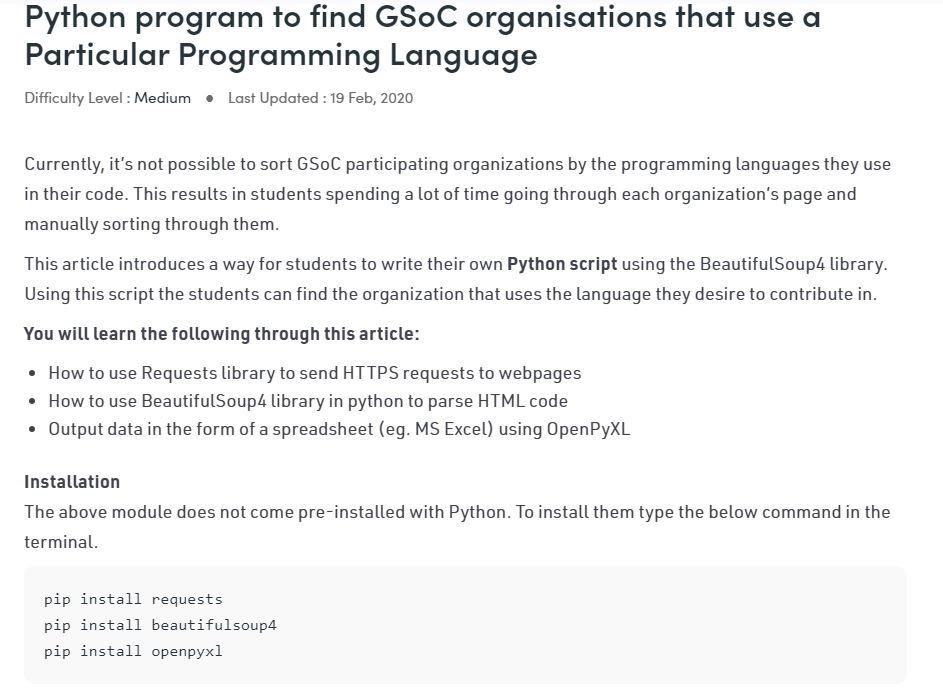 Python program to find GSoC organisations that use a
Particular Programming Language
Difficulty Level : Medium ● Last Updated : 19 Feb, 2020
Currently, it's not possible to sort GSoC participating organizations by the programming languages they use
in their code. This results in students spending a lot of time going through each organization's page and
manually sorting through them.
This article introduces a way for students to write their own Python script using the BeautifulSoup4 library.
Using this script the students can find the organization that uses the language they desire to contribute in.
You will learn the following through this article:
• How to use Requests library to send HTTPS requests to webpages
• How to use BeautifulSoup4 library in python to parse HTML code
• Output data in the form of a spreadsheet (eg. MS Excel) using OpenPyXL
Installation
The above module does not come pre-installed with Python. To install them type the below command in the
terminal.
pip install requests
pip install beautifulsoup4
pip install openpyxl